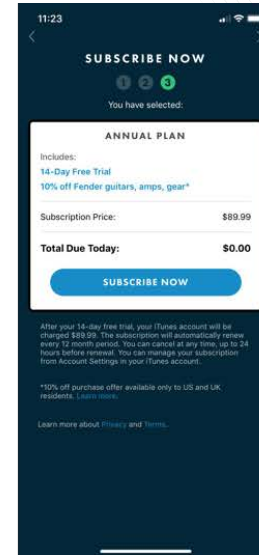 11:23
SUBSCRIBE NOW
1 2 3
You have selected:
ANNUAL PLAN
Includes:
14-Day Free Trial
10% off Fender guitars, amps, gear*
Subscription Price: $89.99
Total Due Today: $0.00
SUBSCRIBE NOW
After your 14-day free trial, your iTunes account will be
charged $89.99. The subscription will automatically renew
every 12 month period. You can cancel at any time, up to 24
hours before renewal. You can manage your subscription
from Account Settings in your iTunes account.
*10% off purchase offer available only to US and UK
residents. Learn more.
Learn more about Privacy and Terms.